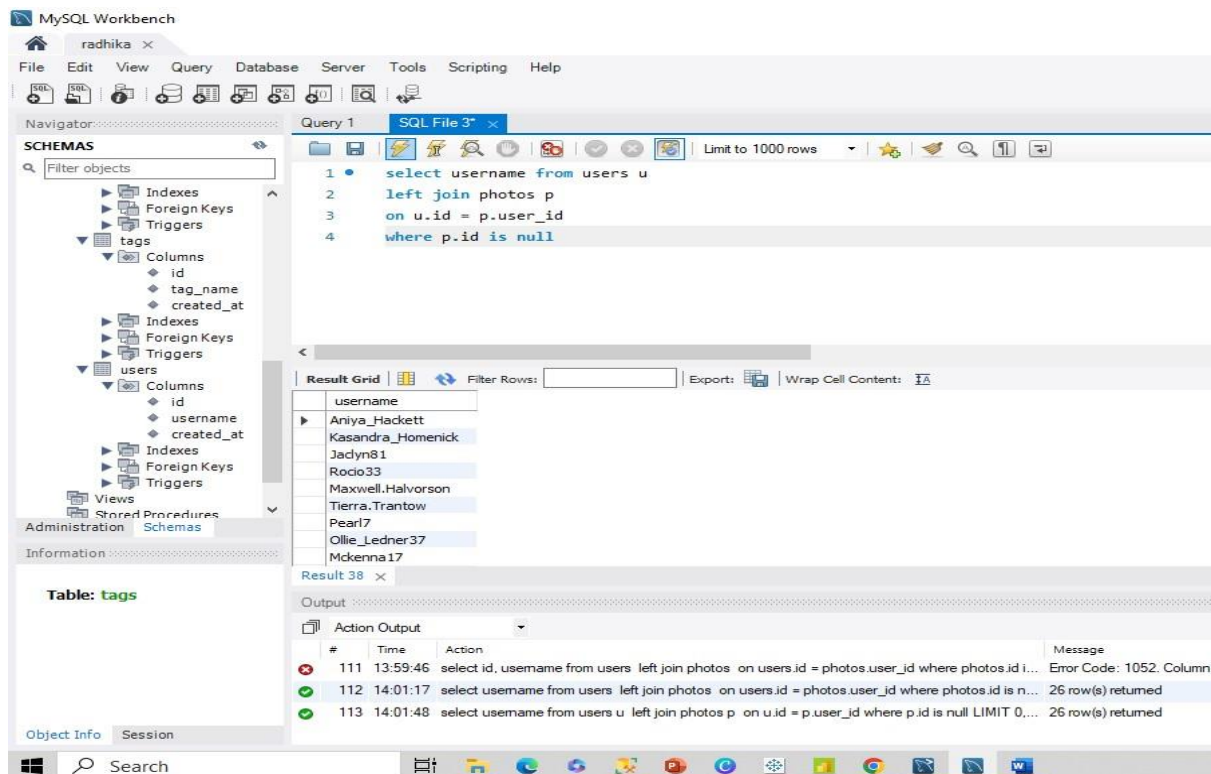 MySQL Workbench
radhika ×
File Edit View Query Database Server Tools Scripting Help
Navigator
SCHEMAS
Filter objects
Indexes
Foreign Keys
Triggers
tags
Columns
id
tag_name
created_at
Indexes
Foreign Keys
Triggers
users
Columns
id
username
created_at
Indexes
Foreign Keys
Triggers
Views
Stored Procedures
Administration Schemas
Information
Table: tags
Object Info Session
Query 1 SQL File 3* ×
Limit to 1000 rows
1 select username from users u
2 left join photos p
3 on u.id = p.user_id
4 where p.id is null
Result Grid Filter Rows: Export: Wrap Cell Content: IA
username
Aniya_Hackett
Kasandra_Homenick
Jaclyn81
Rocio33
Maxwell.Halvorson
Tierra.Trantow
Pearl7
Ollie_Ledner37
Mckenna17
Result 38 ×
Output
Action Output
# Time Action Message
111 13:59:46 select id, username from users left join photos on users.id = photos.user_id where photos.id i... Error Code: 1052. Column
112 14:01:17 select username from users left join photos on users.id = photos.user_id where photos.id is n... 26 row(s) returned
113 14:01:48 select username from users u left join photos p on u.id = p.user_id where p.id is null LIMIT 0,... 26 row(s) returned
Search